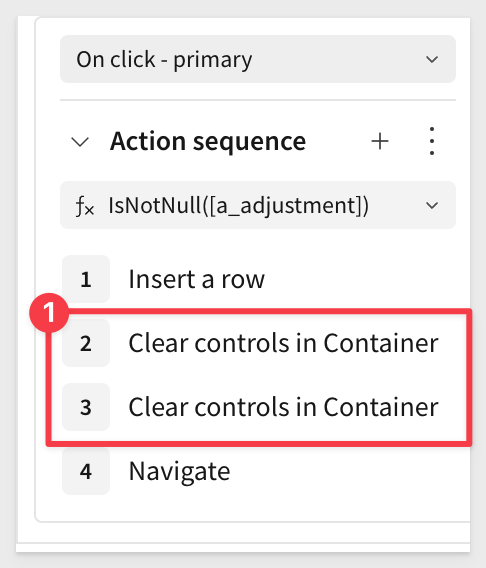 On click - primary
Action sequence
fx IsNotNull([a_adjustment])
1 Insert a row
1
2 Clear controls in Container
3 Clear controls in Container
4 Navigate